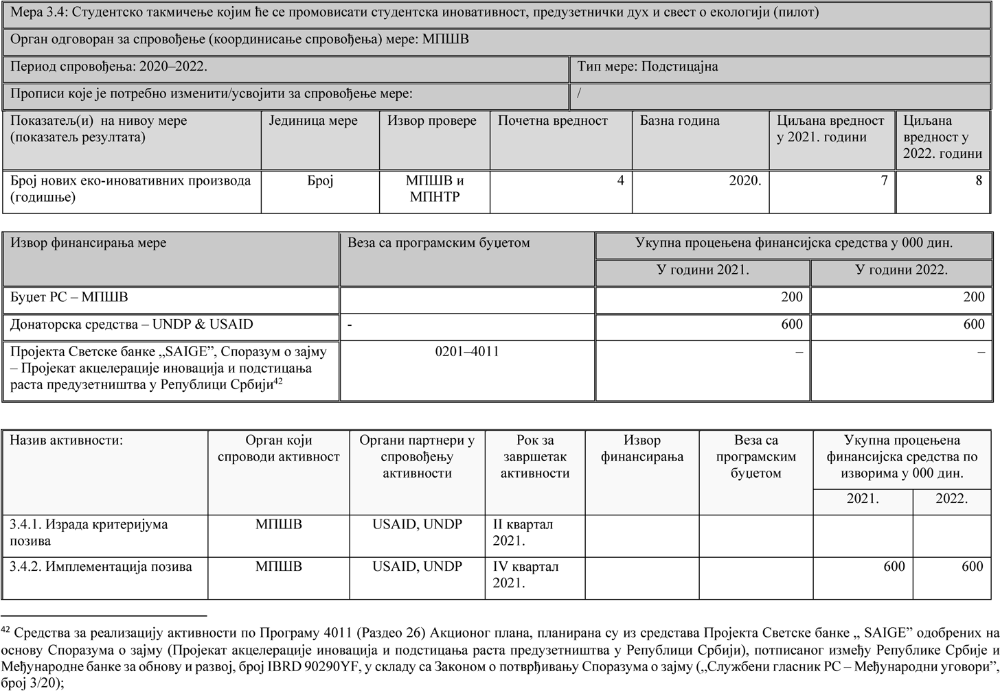 Мера 3.4: Студентско такмичење којим ће се промовисати студентска иновативност, предузетнички дух и свест о екологији (пилот)
Орган одговоран за спровођење (координисање спровођења) мере: МПШВ
Период спровођења: 2020–2022.
Тип мере: Подстицајна
Прописи које је потребно изменити/усвојити за спровођење мере:
/
Показатељ(и) на нивоу мере
(показатељ резултата)
Јединица мере
Извор провере
Почетна вредност
Базна година
Циљана вредност
у 2021. години
Циљана
вредност у
2022. години
Број нових еко-иновативних производа
(годишње)
Број
МПШВ и
МПНТР
4
2020.
7
8
Извор финансирања мере
Веза са програмским буџетом
Укупна процењена финансијска средства у 000 дин.
У години 2021.
У години 2022.
Буџет РС – МПШВ
200
200
Донаторска средства – UNDP & USAID
-
600
600
Пројекта Светске банке „SAIGE”, Споразум о зајму
– Пројекат акцелерације иновација и подстицања
раста предузетништва у Републици Србији42
0201–4011
–
–
Назив активности:
Орган који
спроводи активност
Органи партнери у
спровођењу
активности
Рок за
завршетак
активности
Извор
финансирања
Веза са
програмским
буџетом
Укупна процењена
финансијска средства по
изворима у 000 дин.
2021.
2022.
3.4.1. Израда критеријума
позива
МПШВ
USAID, UNDP
II квартал
2021.
3.4.2. Имплементација позива
МПШВ
USAID, UNDP
IV квартал
2021.
600
600
42 Средства за реализацију активности по Програму 4011 (Раздео 26) Акционог плана, планирана су из средстава Пројекта Светске банке „ SAIGE” одобрених на
основу Споразума о зајму (Пројекат акцелерације иновација и подстицања раста предузетништва у Републици Србији), потписаног између Републике Србије и
Међународне банке за обнову и развој, број IBRD 90290YF, у складу са Законом о потврђивању Споразума о зајму („Службени гласник РС – Међународни уговори”,
број 3/20);